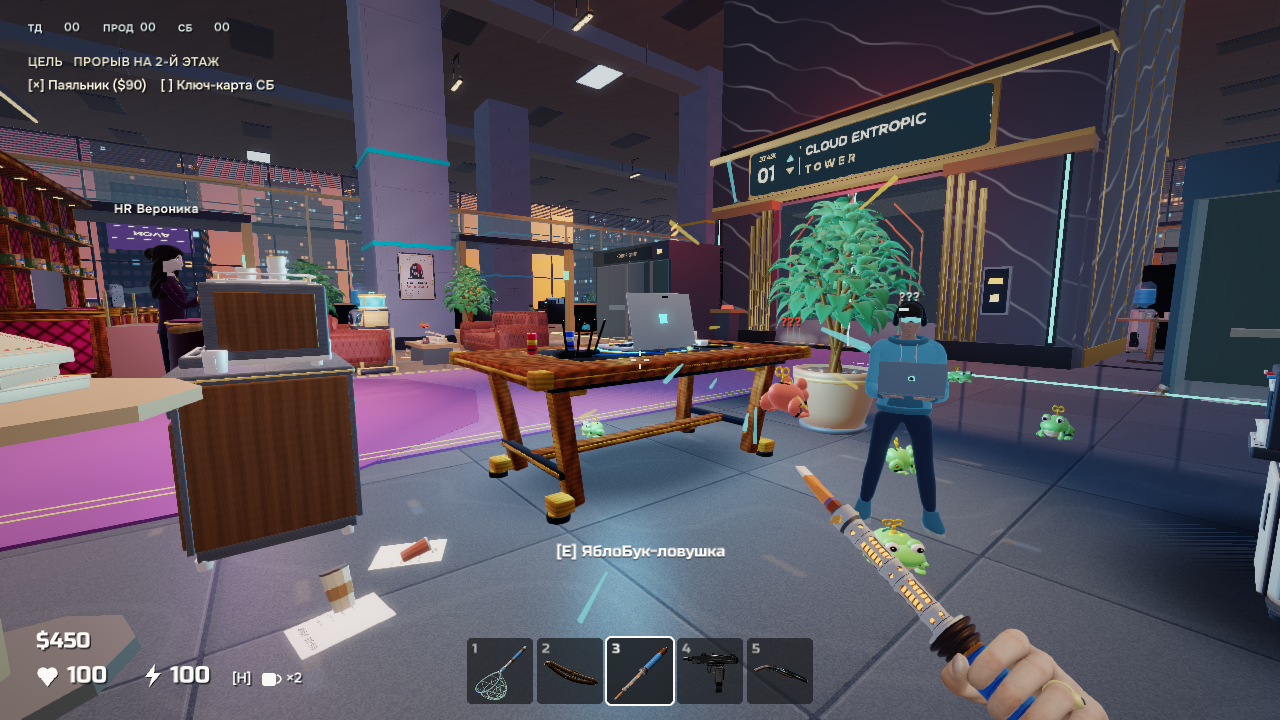 ТД 00 ПРОД 00 СБ 00
ЦЕЛЬ ПРОРЫВ НА 2-Й ЭТАЖ
[×] Паяльник ($90) [ ] Ключ-карта СБ
CLOUD ENTROPIC
ЭТАЖ
01
TOWER
HR Вероника
???
???
[E] ЯблоБук-ловушка
$450
100 100 [H] ×2
1 2 3 4 5